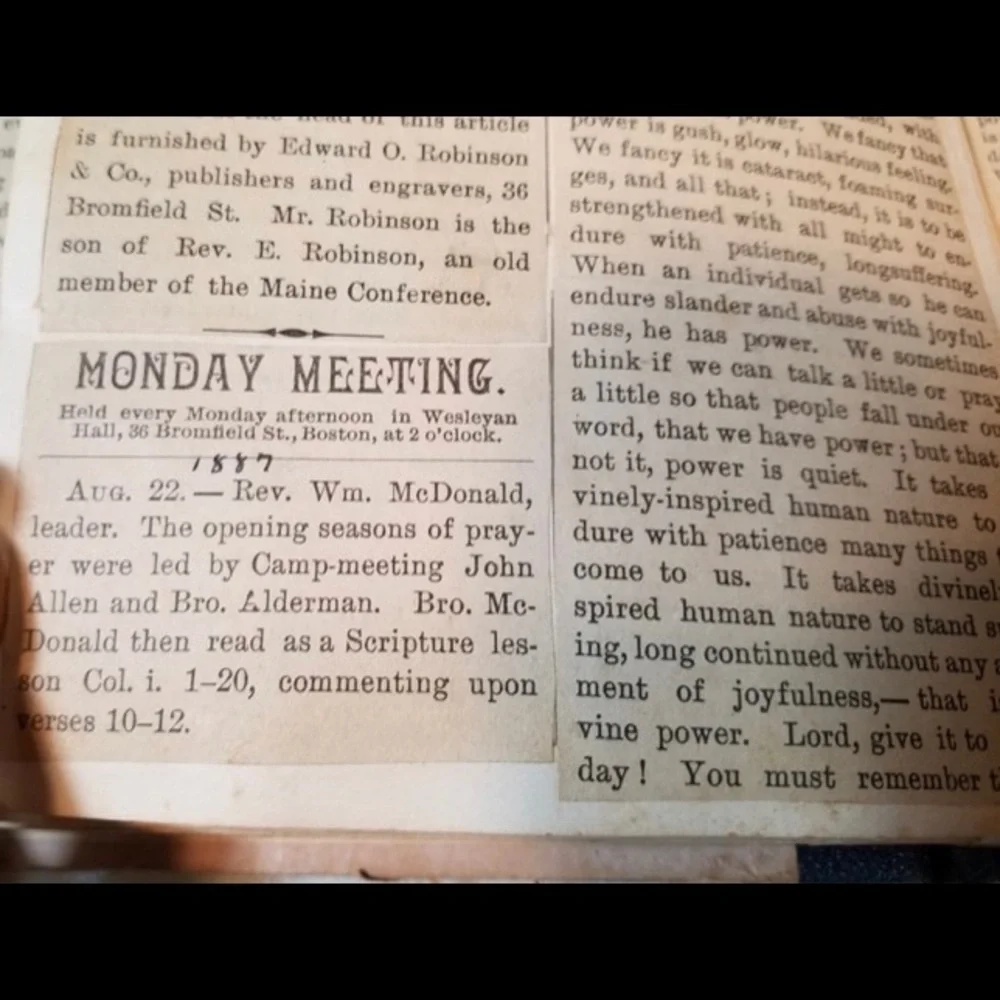 the head of this article
is furnished by Edward O. Robinson
& Co., publishers and engravers, 36
Bromfield St. Mr. Robinson is the
son of Rev. E. Robinson, an old
member of the Maine Conference.
MONDAY MEETING.
Held every Monday afternoon in Wesleyan
Hall, 36 Bromfield St., Boston, at 2 o'clock.
1887
AUG. 22. — Rev. Wm. McDonald,
leader. The opening seasons of pray-
er were led by Camp-meeting John
Allen and Bro. Alderman. Bro. Mc-
Donald then read as a Scripture les-
son Col. i. 1–20, commenting upon
verses 10–12.
power. We fancy that
power is gush, glow, hilarious feeling.
We fancy it is cataract, foaming sur-
ges, and all that; instead, it is to be
strengthened with all might to en-
dure with patience, longsuffering.
When an individual gets so he can
endure slander and abuse with joyful-
ness, he has power. We sometimes
think if we can talk a little or pray
a little so that people fall under
word, that we have power; but that
not it, power is quiet. It takes
vinely-inspired human nature to
dure with patience many things
come to us. It takes divinel
spired human nature to stand
ing, long continued without any
ment of joyfulness,— that
vine power. Lord, give it to
day! You must remember